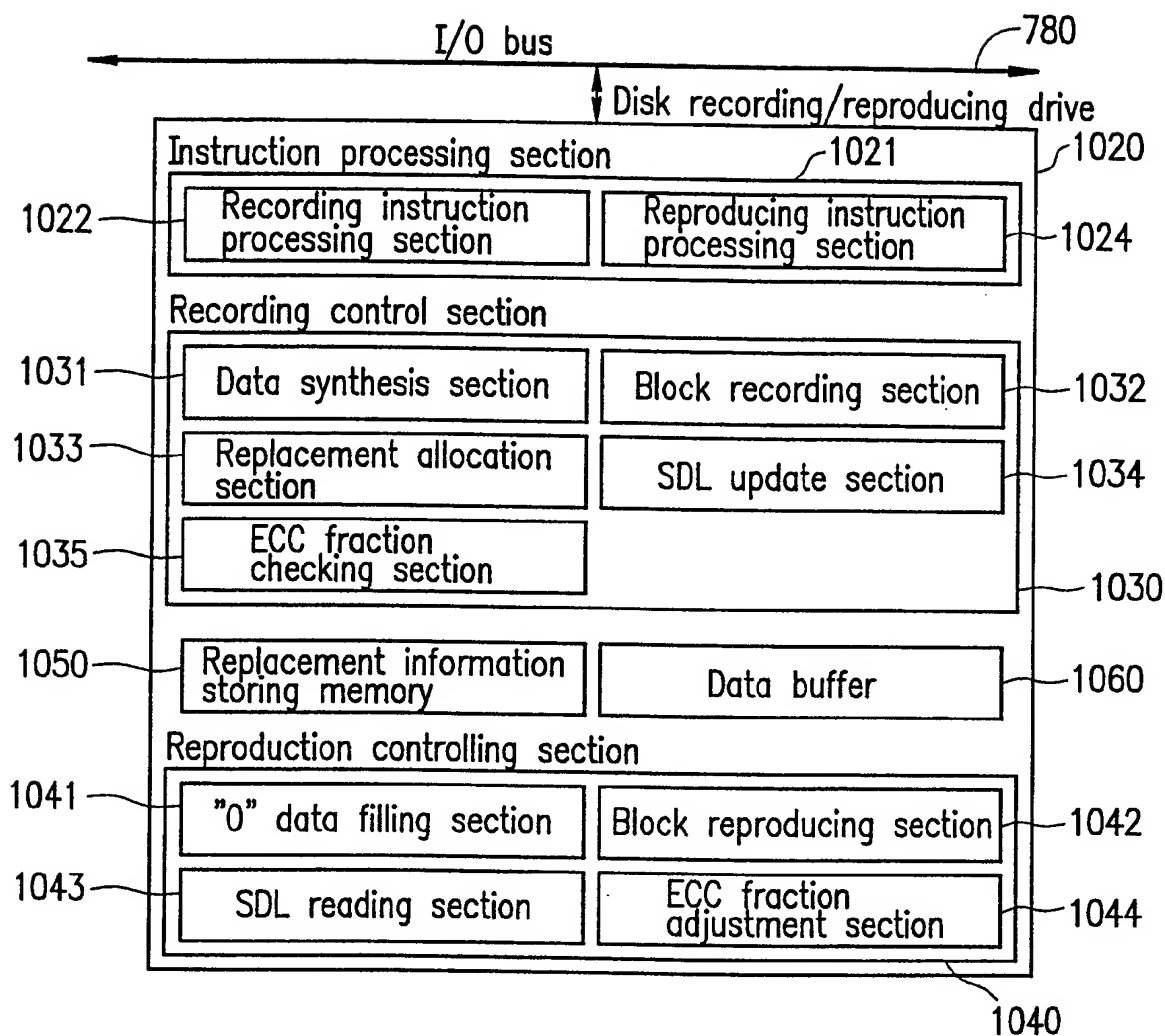 I/O bus
780
Disk recording/reproducing drive
Instruction processing section
1021
1020
1022
Recording instruction
processing section
Reproducing instruction
processing section
1024
Recording control section
1031
Data synthesis section
Block recording section
1032
1033
Replacement allocation
section
SDL update section
1034
1035
ECC fraction
checking section
1030
1050
Replacement information
storing memory
Data buffer
1060
Reproduction controlling section
1041
"0" data filling section
Block reproducing section
1042
1043
SDL reading section
ECC fraction
adjustment section
1044
1040